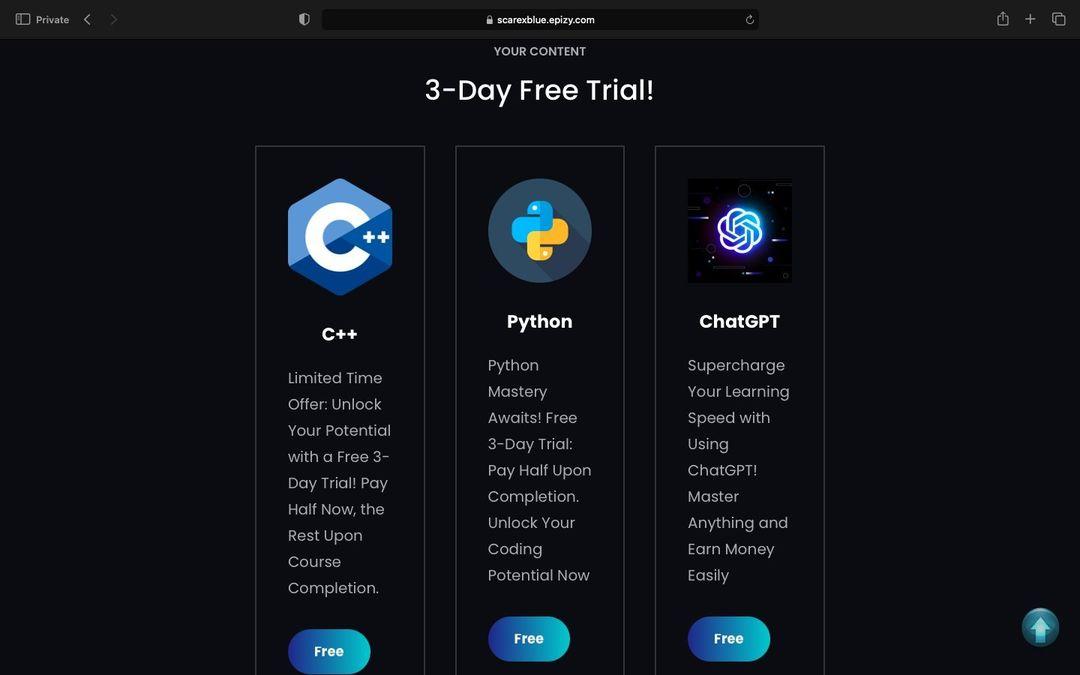 Private
scarexblue.epizy.com
YOUR CONTENT
3-Day Free Trial!
C++
C++
Limited Time
Offer: Unlock
Your Potential
with a Free 3-
Day Trial! Pay
Half Now, the
Rest Upon
Course
Completion.
Free
Python
Python
Mastery
Awaits! Free
3-Day Trial:
Pay Half Upon
Completion.
Unlock Your
Coding
Potential Now
Free
ChatGPT
Supercharge
Your Learning
Speed with
Using
ChatGPT!
Master
Anything and
Earn Money
Easily
Free